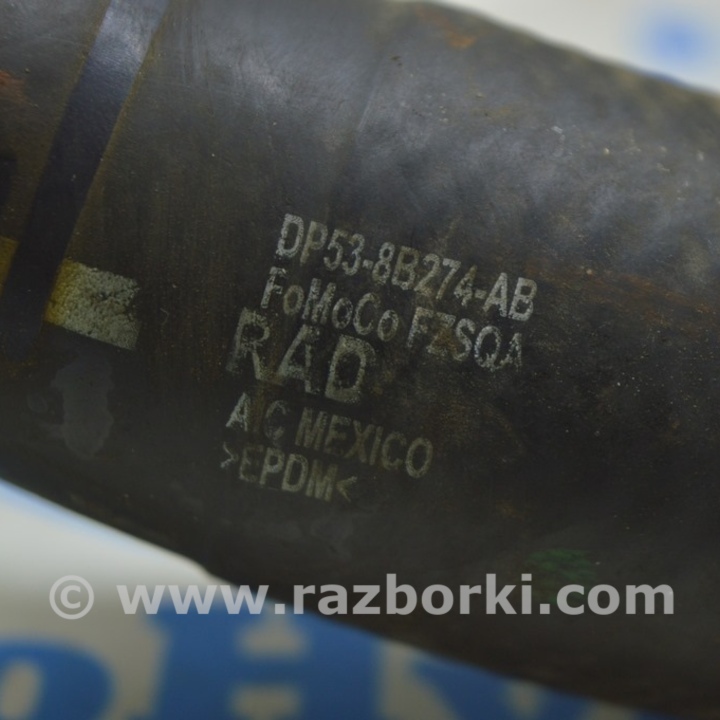 DP53-8B274-AB
FoMoCo FZSQA
RAD
A C MEXICO
>EPDM<
© www.razborki.com